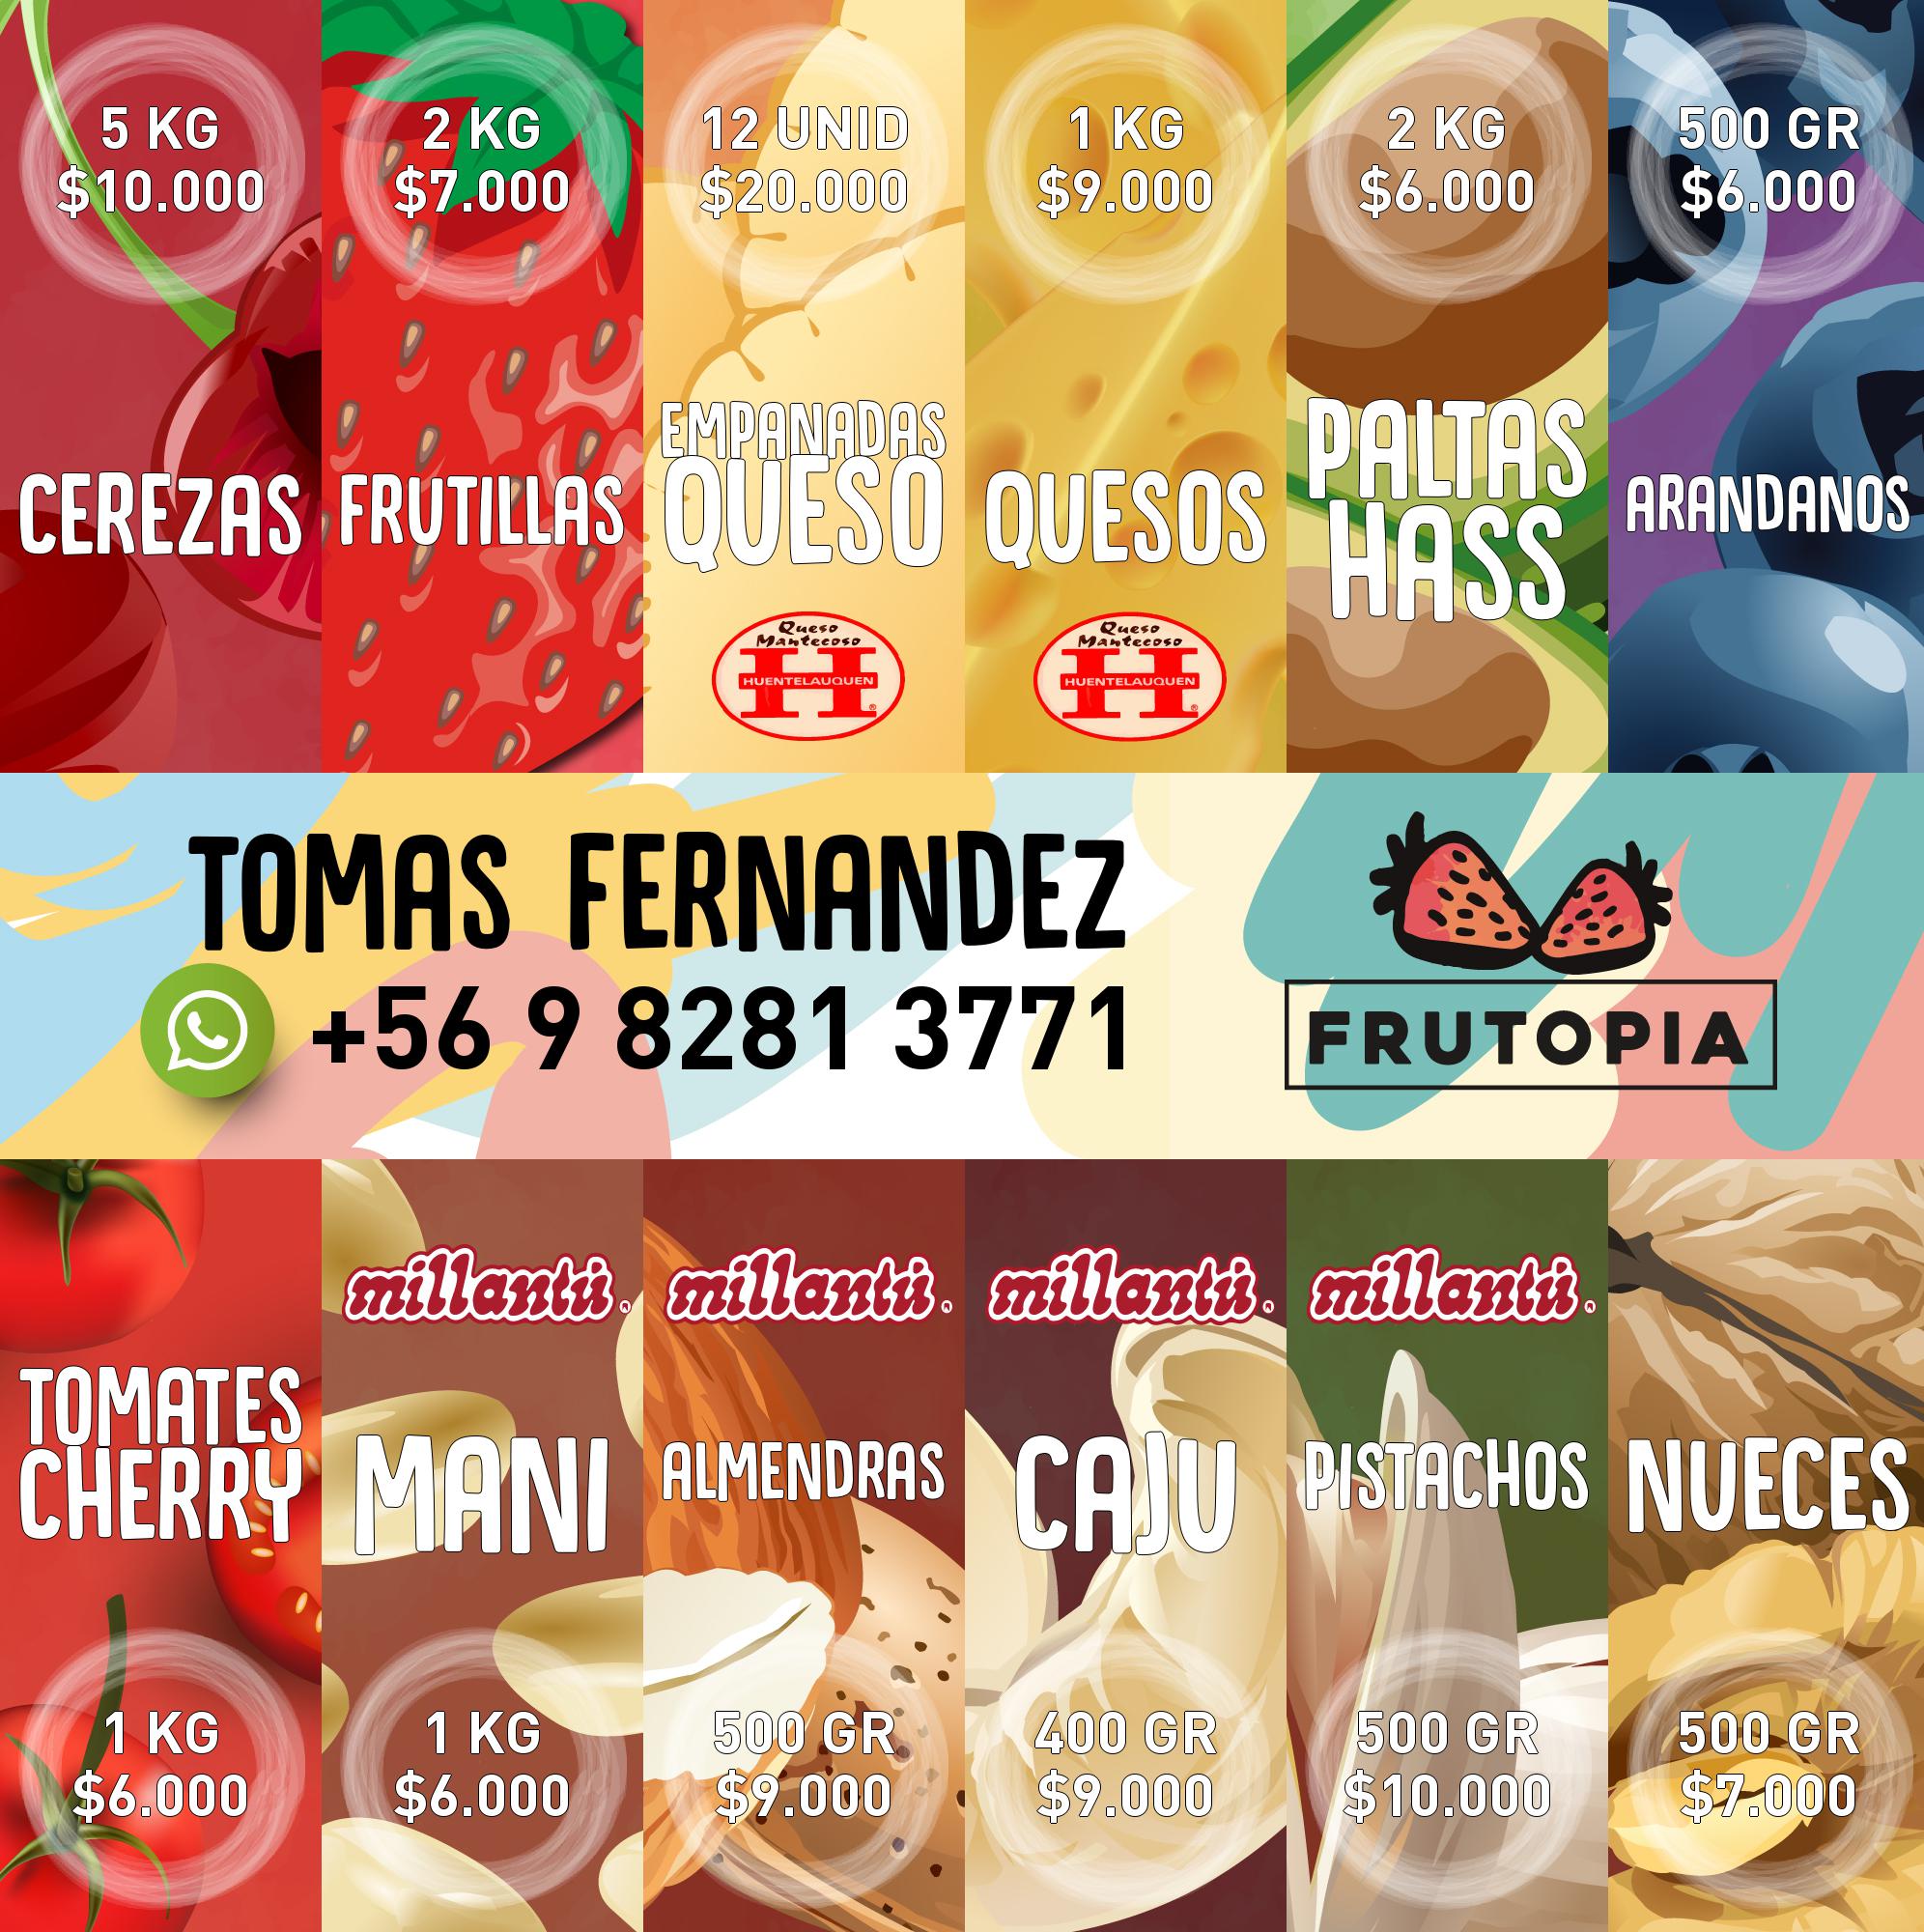 5 KG
$10.000
CEREZAS
2 KG
$7.000
FRUTILLAS
12 UNID
$20.000
EMPANADAS
QUESO
Queso
Mantecoso
H
HUENTELAUQUEN
®
1 KG
$9.000
QUESOS
Queso
Mantecoso
H
HUENTELAUQUEN
®
2 KG
$6.000
PALTAS
HASS
500 GR
$6.000
ARANDANOS
TOMAS FERNANDEZ
+56 9 8281 3771
FRUTOPIA
TOMATES
CHERRY
1 KG
$6.000
millantú
MANI
1 KG
$6.000
millantú
ALMENDRAS
500 GR
$9.000
millantú
CAJU
400 GR
$9.000
millantú
PISTACHOS
500 GR
$10.000
NUECES
500 GR
$7.000